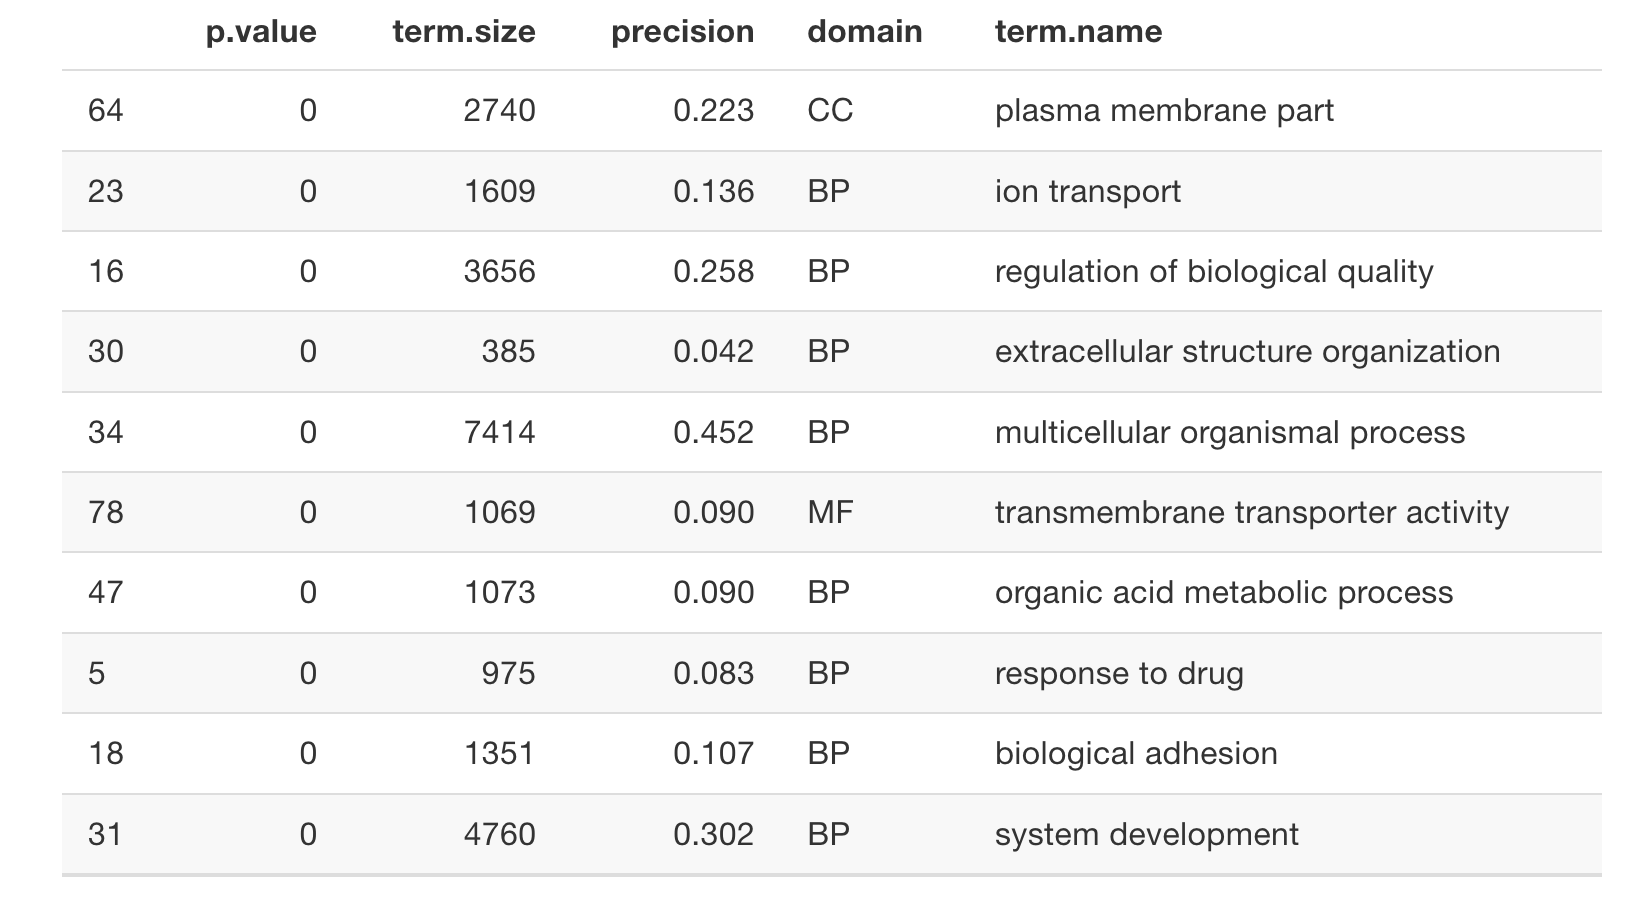 p.value term.size precision domain term.name
64 0 2740 0.223 CC plasma membrane part
23 0 1609 0.136 BP ion transport
16 0 3656 0.258 BP regulation of biological quality
30 0 385 0.042 BP extracellular structure organization
34 0 7414 0.452 BP multicellular organismal process
78 0 1069 0.090 MF transmembrane transporter activity
47 0 1073 0.090 BP organic acid metabolic process
5 0 975 0.083 BP response to drug
18 0 1351 0.107 BP biological adhesion
31 0 4760 0.302 BP system development